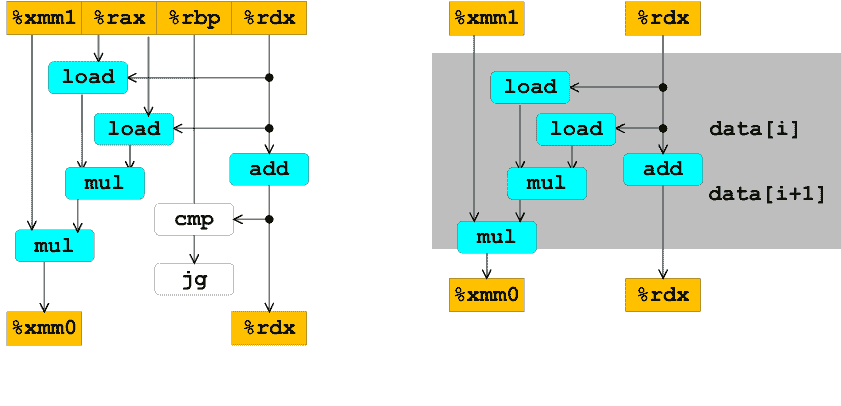 %xmm1 %rax %rbp %rdx
load
load
add
mul
cmp
mul
jg
%xmm0 %rdx
%xmm1 %rdx
load
load data[i]
add
mul data[i+1]
mul
%xmm0 %rdx